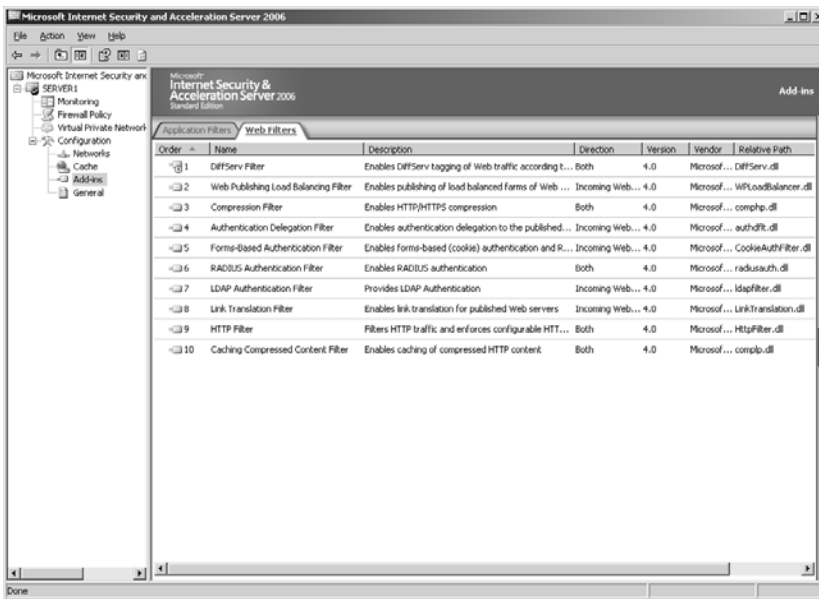 Microsoft Internet Security and Acceleration Server 2006
File Action View Help
Microsoft Internet Security and
SERVER1
Monitoring
Firewall Policy
Virtual Private Network
Configuration
Networks
Cache
Add-ins
General
Microsoft
Internet Security &
Acceleration Server 2006
Standard Edition
Add-ins
Application Filters Web Filters
Order Name Description Direction Version Vendor Relative Path
1 DiffServ Filter Enables DiffServ tagging of Web traffic according t... Both 4.0 Microsof... DiffServ.dll
2 Web Publishing Load Balancing Filter Enables publishing of load balanced farms of Web ... Incoming Web... 4.0 Microsof... WPLoadBalancer.dll
3 Compression Filter Enables HTTP/HTTPS compression Both 4.0 Microsof... comphp.dll
4 Authentication Delegation Filter Enables authentication delegation to the published... Incoming Web... 4.0 Microsof... authdflt.dll
5 Forms-Based Authentication Filter Enables forms-based (cookie) authentication and R... Incoming Web... 4.0 Microsof... CookieAuthFilter.dll
6 RADIUS Authentication Filter Enables RADIUS authentication Both 4.0 Microsof... radiusauth.dll
7 LDAP Authentication Filter Provides LDAP Authentication Incoming Web... 4.0 Microsof... ldapfilter.dll
8 Link Translation Filter Enables link translation for published Web servers Incoming Web... 4.0 Microsof... LinkTranslation.dll
9 HTTP Filter Filters HTTP traffic and enforces configurable HTT... Both 4.0 Microsof... HttpFilter.dll
10 Caching Compressed Content Filter Enables caching of compressed HTTP content Both 4.0 Microsof... complp.dll
Done